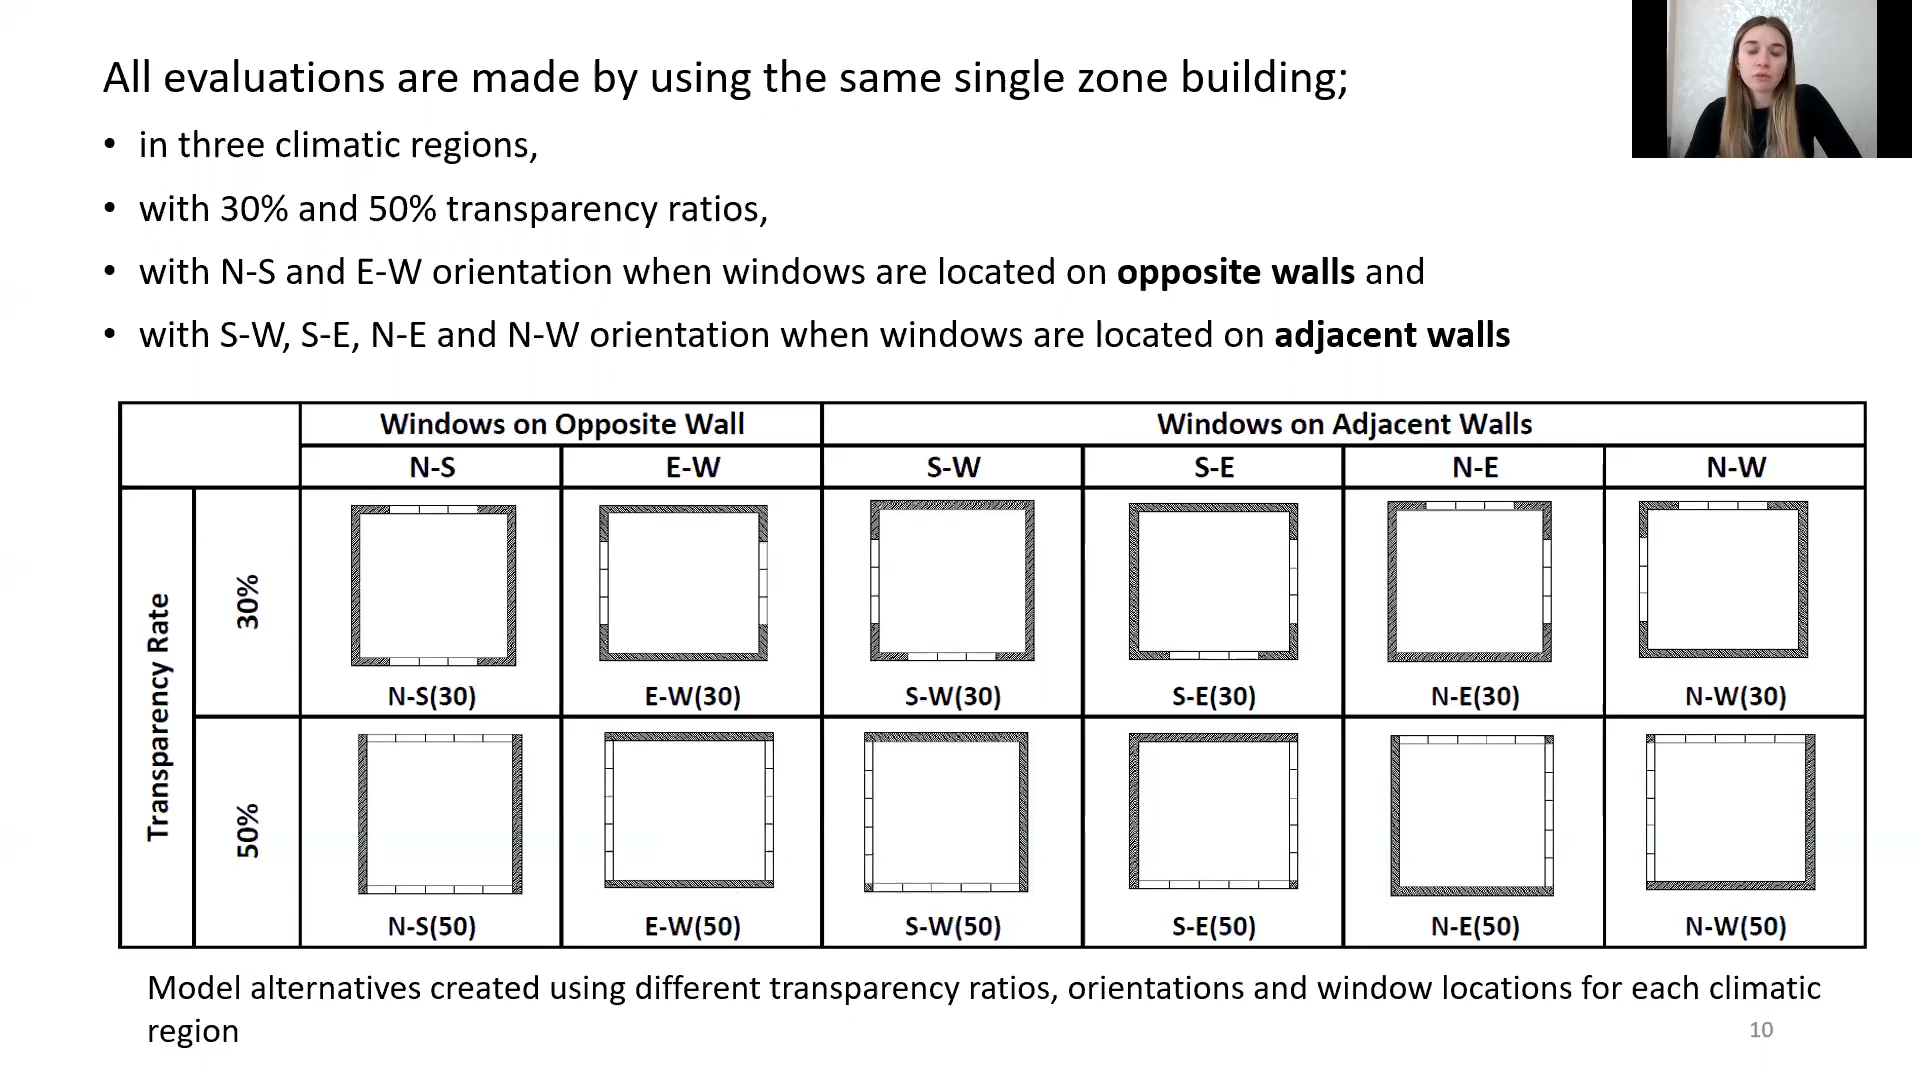 All evaluations are made by using the same single zone building;
• in three climatic regions,
• with 30% and 50% transparency ratios,
• with N-S and E-W orientation when windows are located on opposite walls and
• with S-W, S-E, N-E and N-W orientation when windows are located on adjacent walls
Windows on Opposite Wall
Windows on Adjacent Walls
N-S
E-W
S-W
S-E
N-E
N-W
Transparency Rate
30%
N-S(30)
E-W(30)
S-W(30)
S-E(30)
N-E(30)
N-W(30)
50%
N-S(50)
E-W(50)
S-W(50)
S-E(50)
N-E(50)
N-W(50)
Model alternatives created using different transparency ratios, orientations and window locations for each climatic
region
10